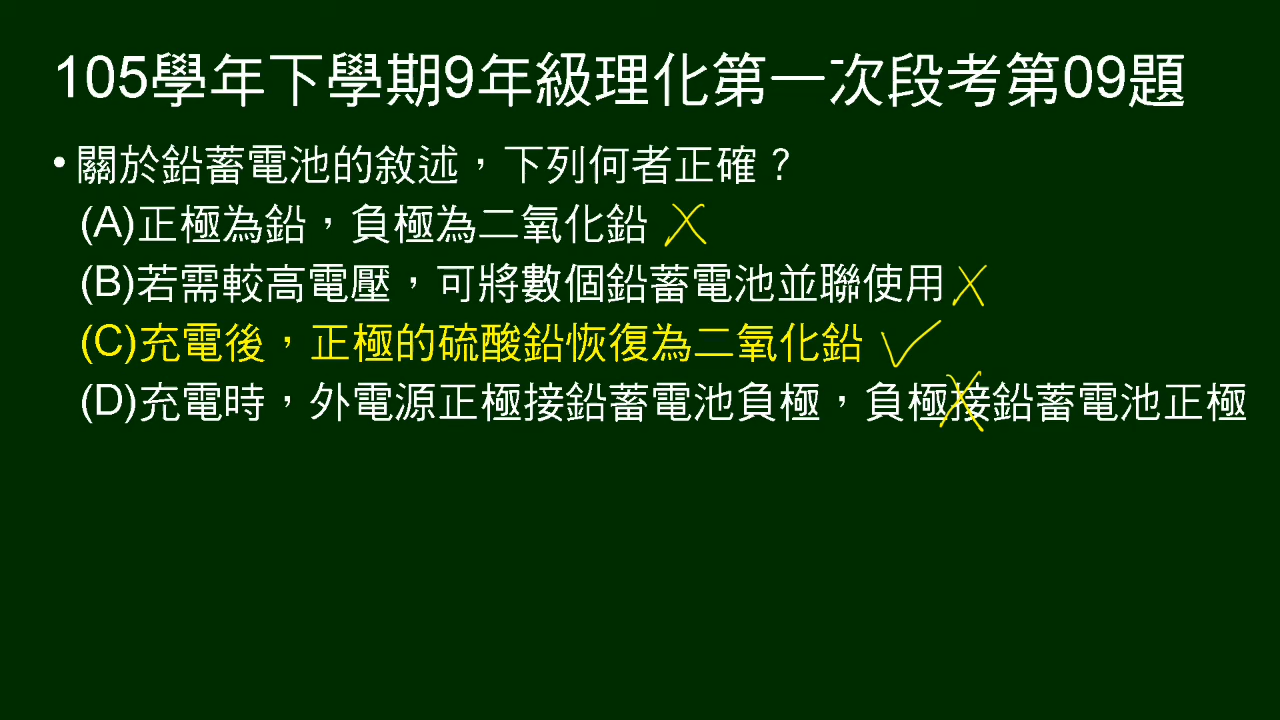 105學年下學期9年級理化第一次段考第09題
•關於鉛蓄電池的敘述，下列何者正確？
(A)正極為鉛，負極為二氧化鉛
(B)若需較高電壓，可將數個鉛蓄電池並聯使用
(C)充電後，正極的硫酸鉛恢復為二氧化鉛
(D)充電時，外電源正極接鉛蓄電池負極，負極接鉛蓄電池正極